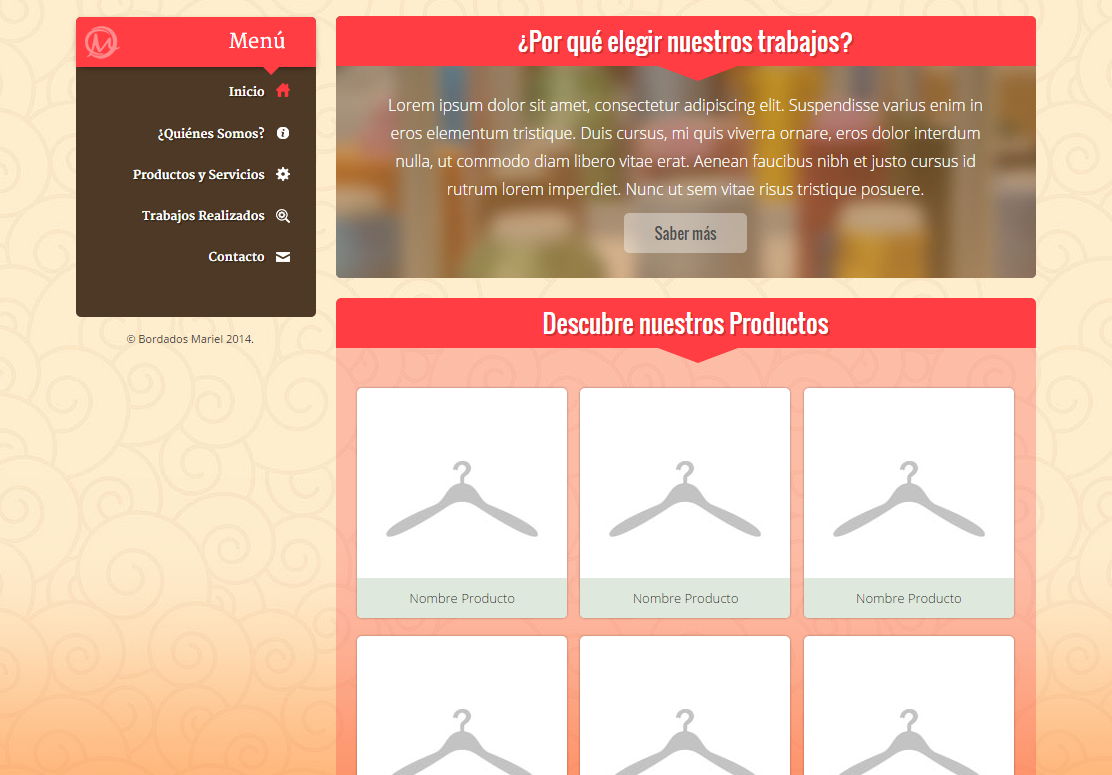 Menú
Inicio
¿Quiénes Somos?
Productos y Servicios
Trabajos Realizados
Contacto
© Bordados Mariel 2014.
¿Por qué elegir nuestros trabajos?
Lorem ipsum dolor sit amet, consectetur adipiscing elit. Suspendisse varius enim in
eros elementum tristique. Duis cursus, mi quis viverra ornare, eros dolor interdum
nulla, ut commodo diam libero vitae erat. Aenean faucibus nibh et justo cursus id
rutrum lorem imperdiet. Nunc ut sem vitae risus tristique posuere.
Saber más
Descubre nuestros Productos
Nombre Producto
Nombre Producto
Nombre Producto